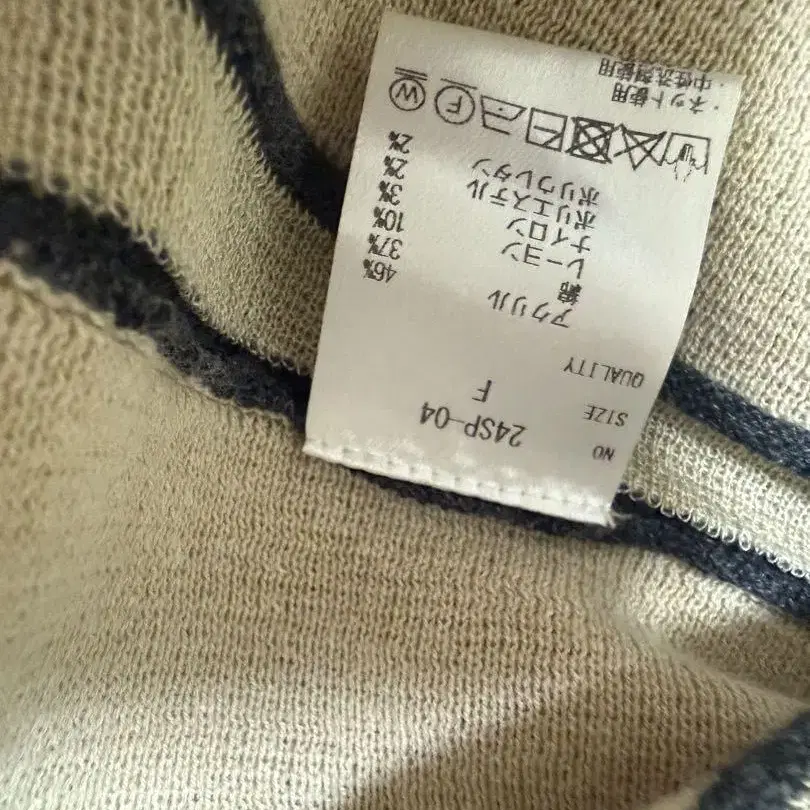 NO 24SP-04
SIZE F
QUALITY
アクリル 46%
綿 37%
レーヨン 10%
ナイロン 3%
ポリエステル 2%
ポリウレタン 2%
F W
・ネット使用
・中性洗剤使用